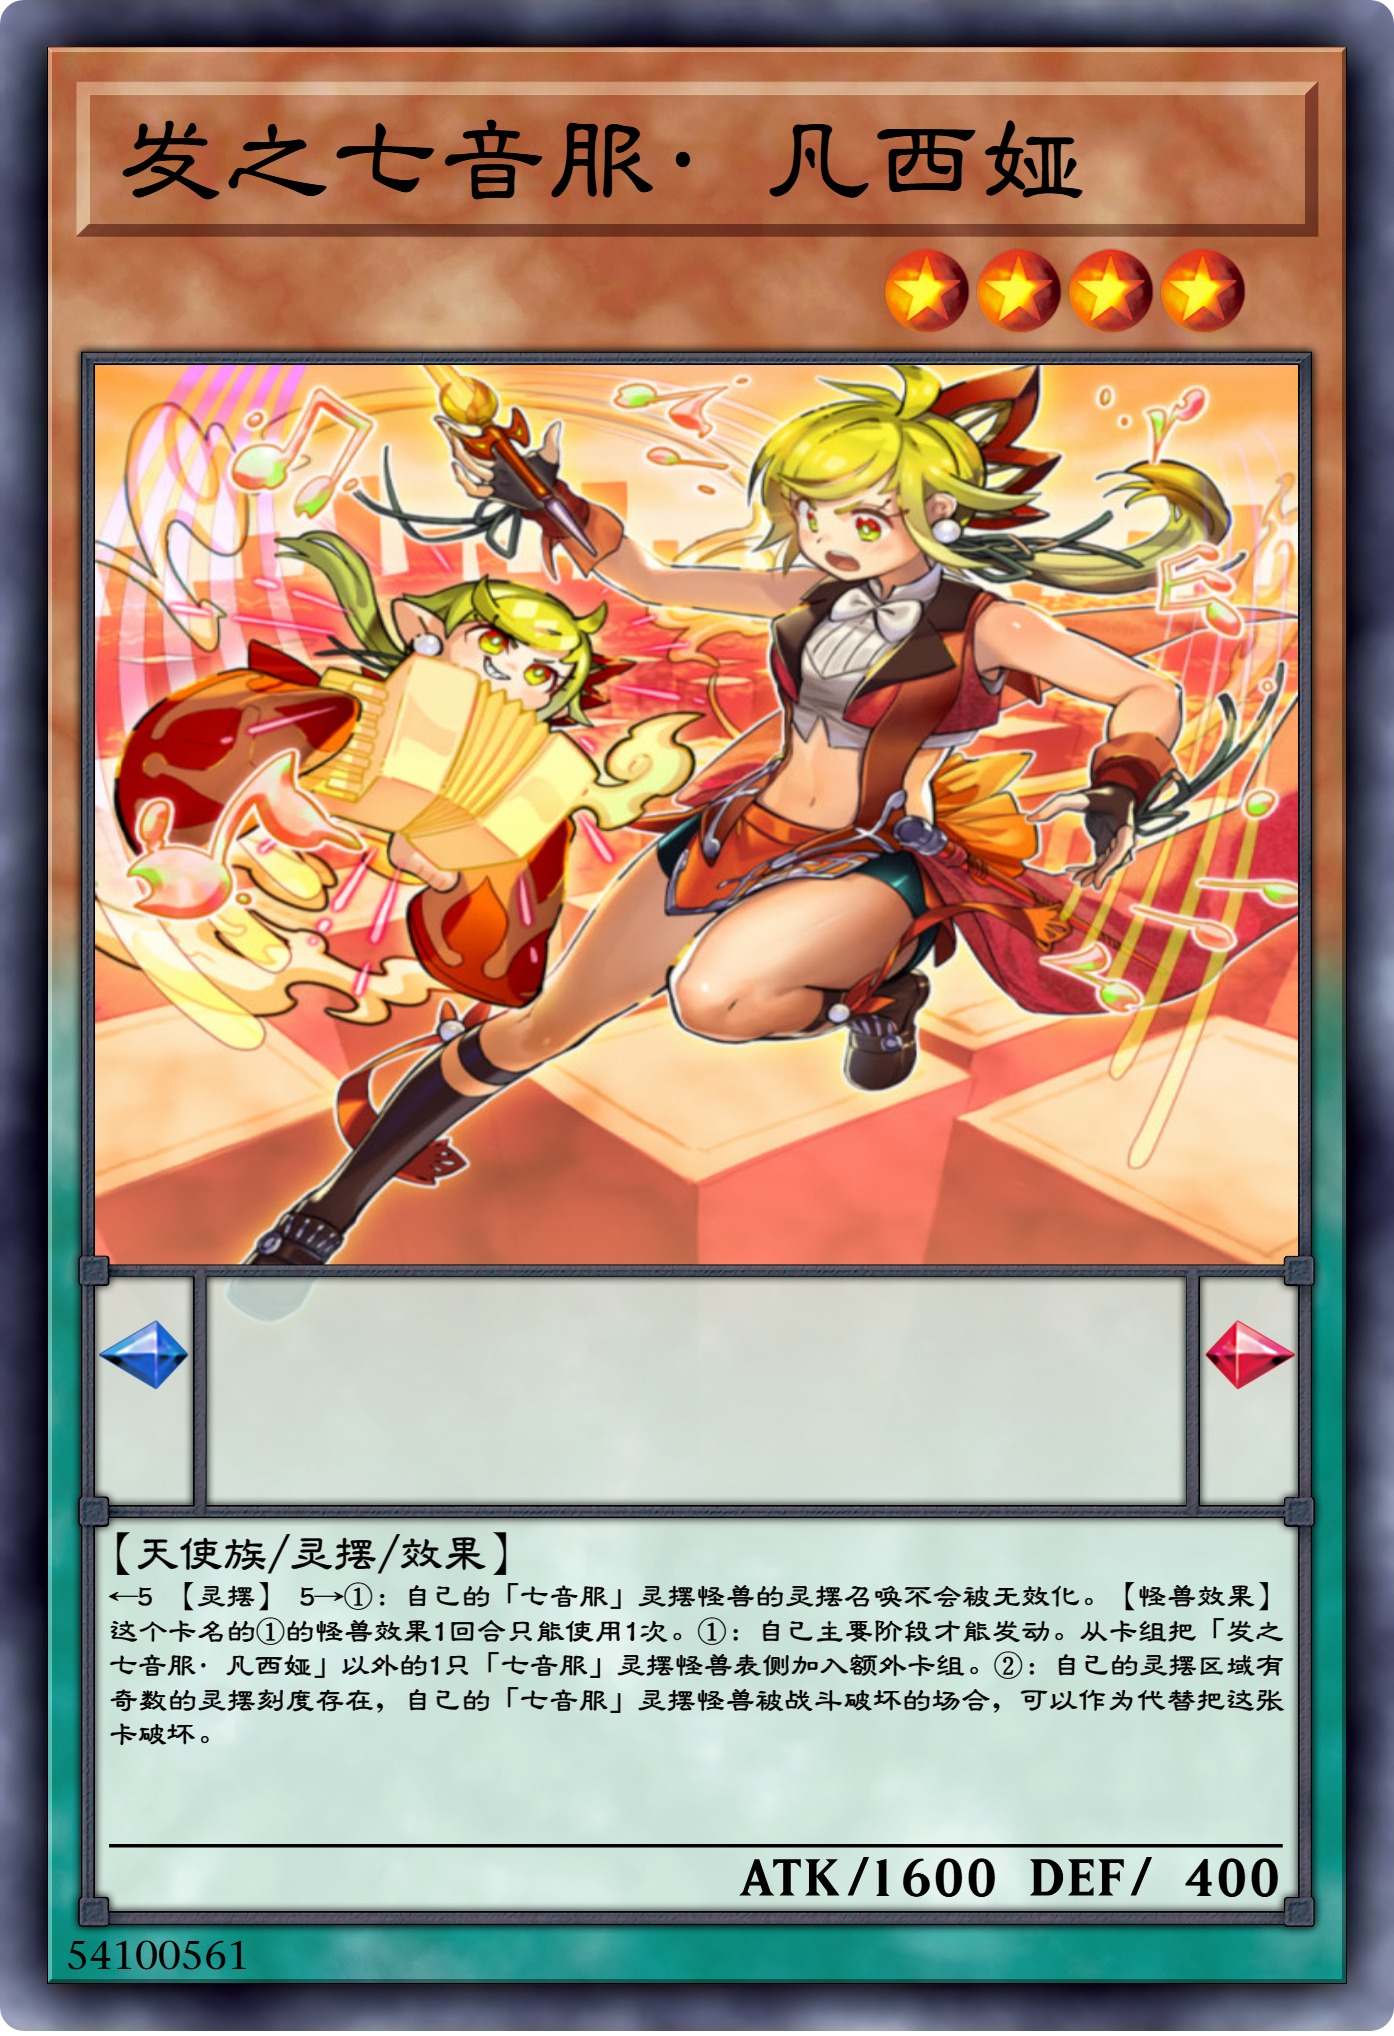 发之七音服·凡西娅
【天使族/灵摆/效果】
←5 【灵摆】 5→①：自己的「七音服」灵摆怪兽的灵摆召唤不会被无效化。【怪兽效果】
这个卡名的①的怪兽效果1回合只能使用1次。①：自己主要阶段才能发动。从卡组把「发之
七音服·凡西娅」以外的1只「七音服」灵摆怪兽表侧加入额外卡组。②：自己的灵摆区域有
奇数的灵摆刻度存在，自己的「七音服」灵摆怪兽被战斗破坏的场合，可以作为代替把这张
卡破坏。
ATK/1600 DEF/ 400
54100561